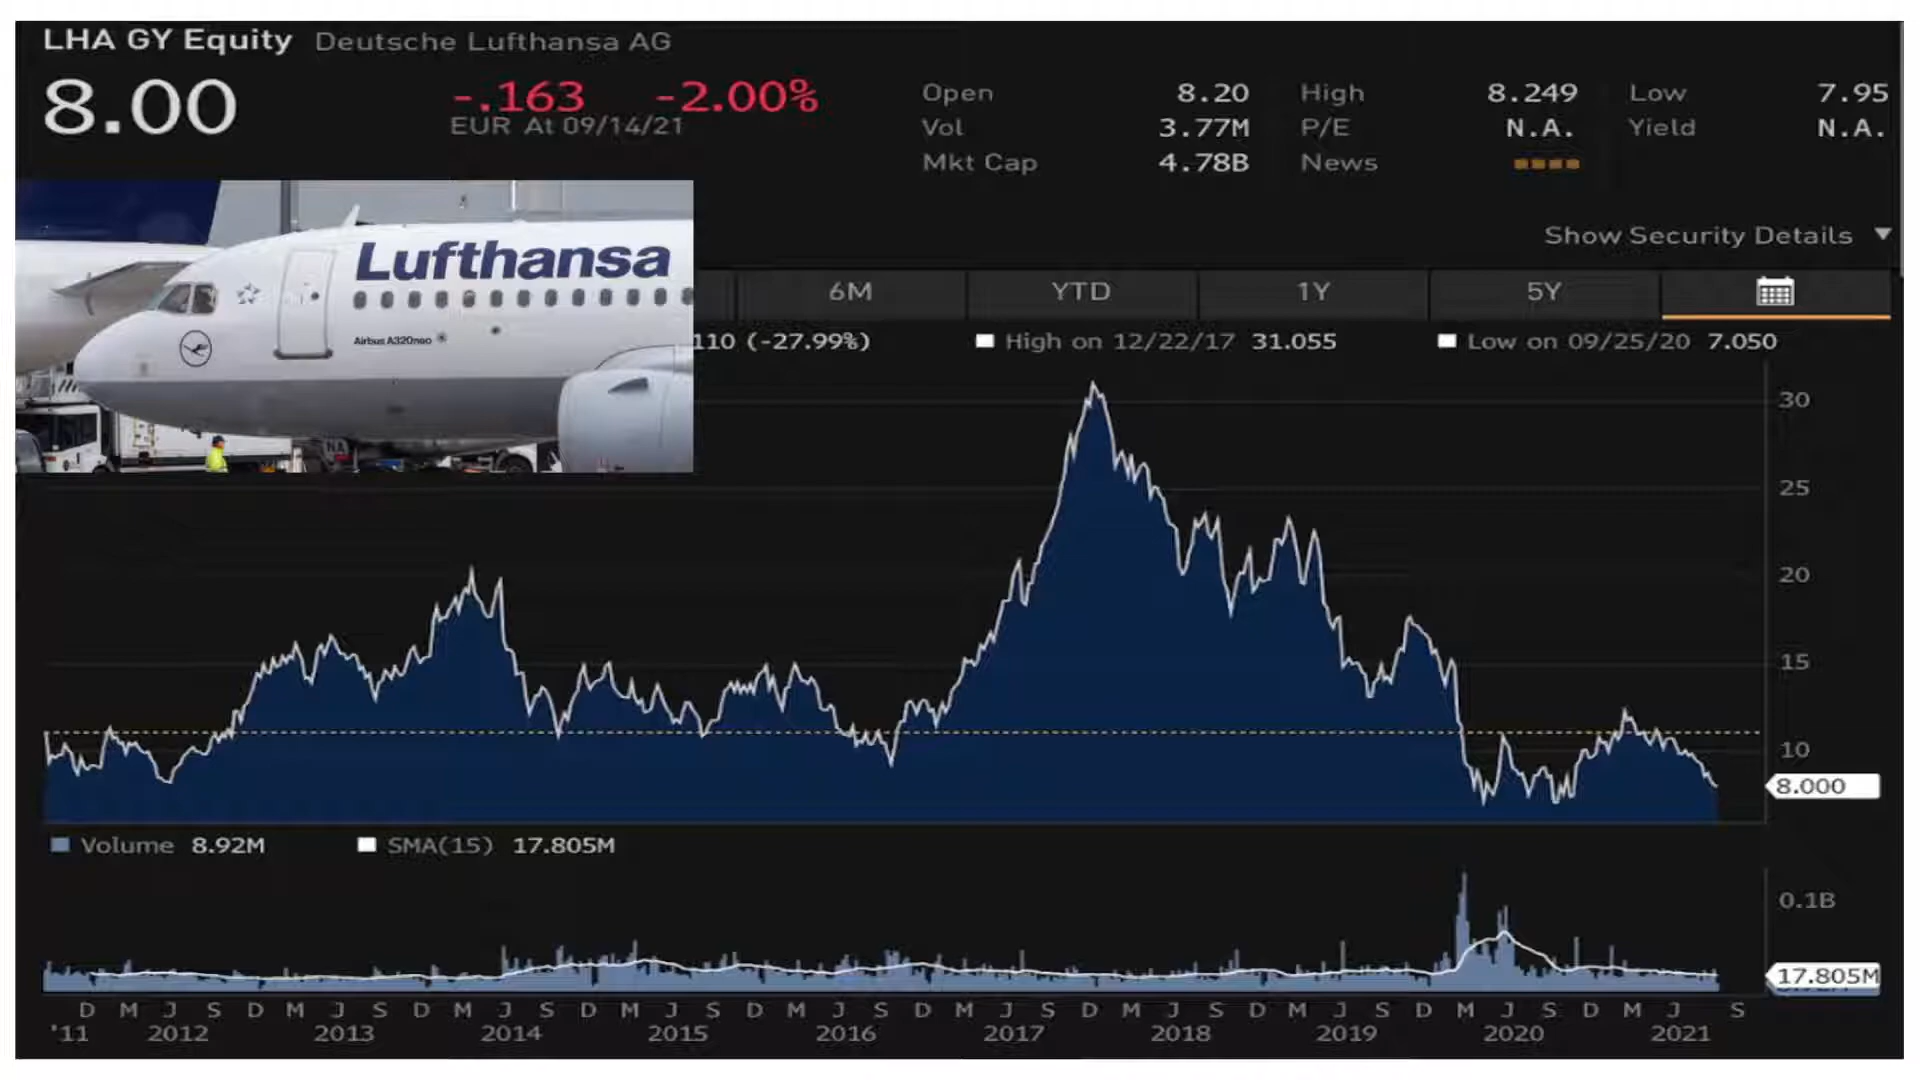 LHA GY Equity Deutsche Lufthansa AG
8.00 -.163 -2.00%
EUR At 09/14/21
Open 8.20 High 8.249 Low 7.95
Vol 3.77M P/E N.A. Yield N.A.
Mkt Cap 4.78B News
Show Security Details
Lufthansa
Airbus A320neo
6M YTD 1Y 5Y
110 (-27.99%) High on 12/22/17 31.055 Low on 09/25/20 7.050
30
25
20
15
10
8.000
Volume 8.92M SMA(15) 17.805M
0.1B
17.805M
D M J S D M J S D M J S D M J S D M J S D M J S D M J S D M J S D M J S D M J S
'11 2012 2013 2014 2015 2016 2017 2018 2019 2020 2021